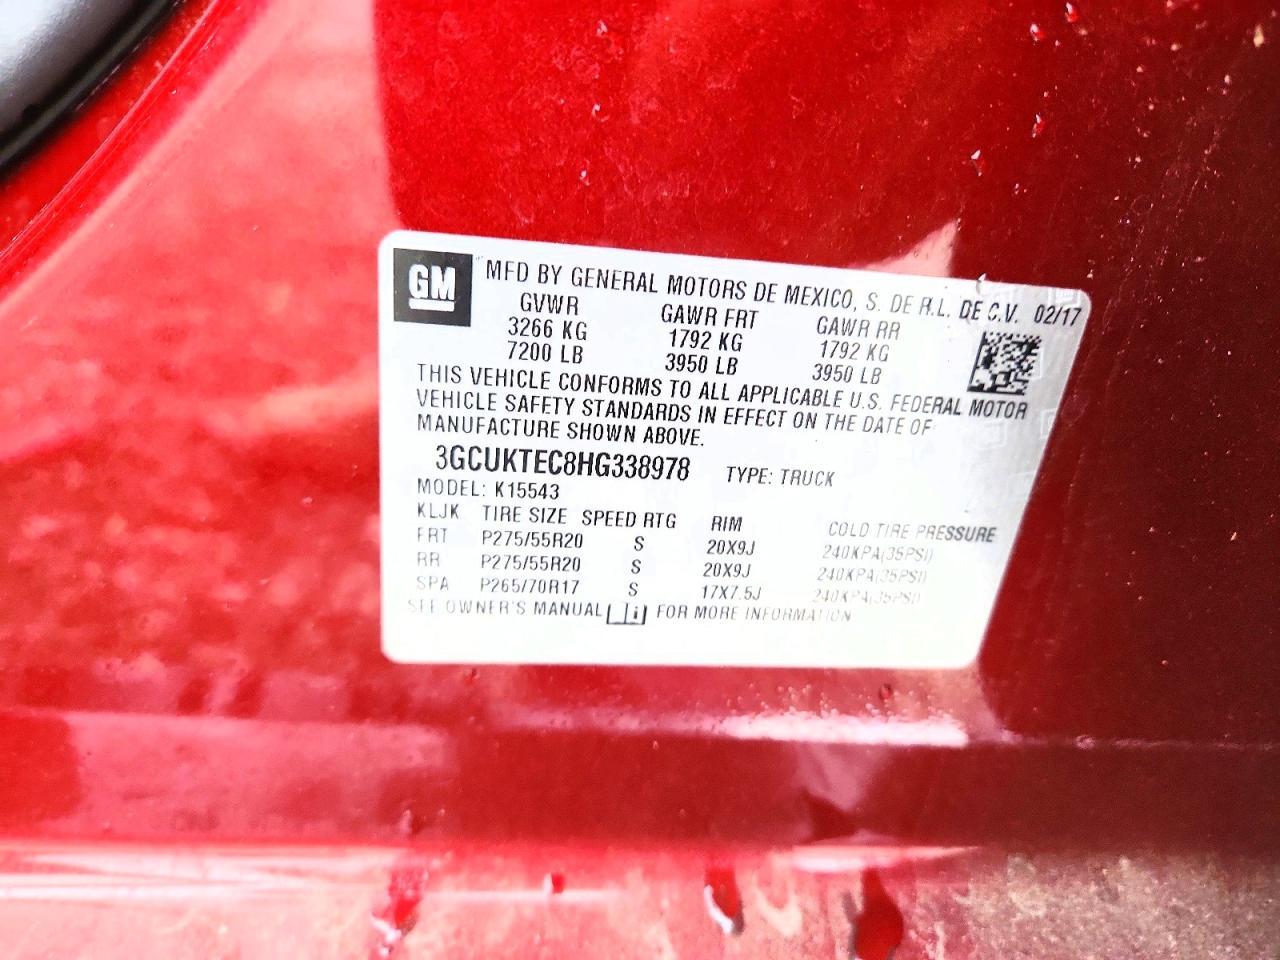 GM
MFD BY GENERAL MOTORS DE MEXICO, S. DE R.L. DE C.V. 02/17
GVWR GAWR FRT GAWR RR
3266 KG 1792 KG 1792 KG
7200 LB 3950 LB 3950 LB
THIS VEHICLE CONFORMS TO ALL APPLICABLE U.S. FEDERAL MOTOR
VEHICLE SAFETY STANDARDS IN EFFECT ON THE DATE OF
MANUFACTURE SHOWN ABOVE.
3GCUKTEC8HG338978 TYPE: TRUCK
MODEL: K15543
KLJK TIRE SIZE SPEED RTG RIM COLD TIRE PRESSURE
FRT P275/55R20 S 20X9J 240KPA(35PSI)
RR P275/55R20 S 20X9J 240KPA(35PSI)
SPA P265/70R17 S 17X7.5J 240KPA(35PSI)
SEE OWNER'S MANUAL i FOR MORE INFORMATION